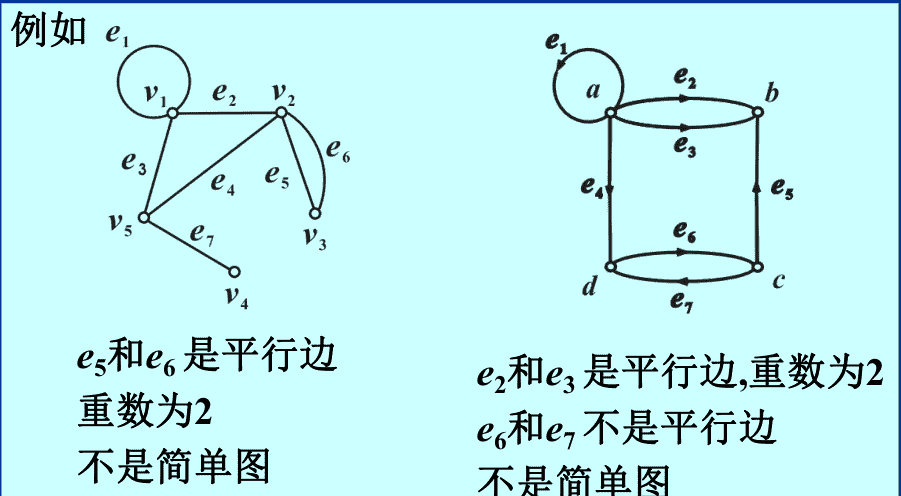 例如
e₁
v₁
e₂
v₂
e₃
e₄
e₅
e₆
v₅
e₇
v₃
v₄
e₅和e₆ 是平行边
重数为2
不是简单图
e₁
a
e₂
b
e₃
e₄
e₅
e₆
d
c
e₇
e₂和e₃ 是平行边,重数为2
e₆和e₇ 不是平行边
不是简单图